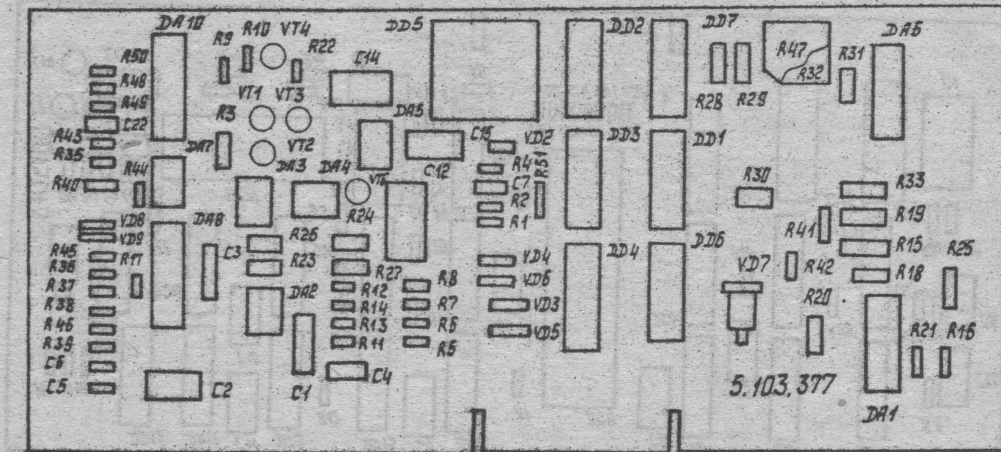 DA10
R9
R10
VT4
R22
DD5
DD2
DD7
R47
R32
R31
DA6
R50
R48
R49
C22
R43
R35
R40
R44
DA7
R3
VT1
VT3
VT2
C14
DA5
C15
VD2
C12
R4
C7
R2
R1
R51
DD3
DD1
R28
R29
DA3
DA4
R24
R30
R33
R19
R15
R18
R41
R42
R25
VD8
VD9
R45
R36
R37
R38
R46
R39
C6
C5
R17
DA8
C3
R26
R23
R27
DA2
R12
R14
R13
R11
R8
R7
R6
R5
VD4
VD6
VD3
VD5
DD4
DD6
VD7
R20
R21
R16
C2
C1
C4
5.103.377
DA1